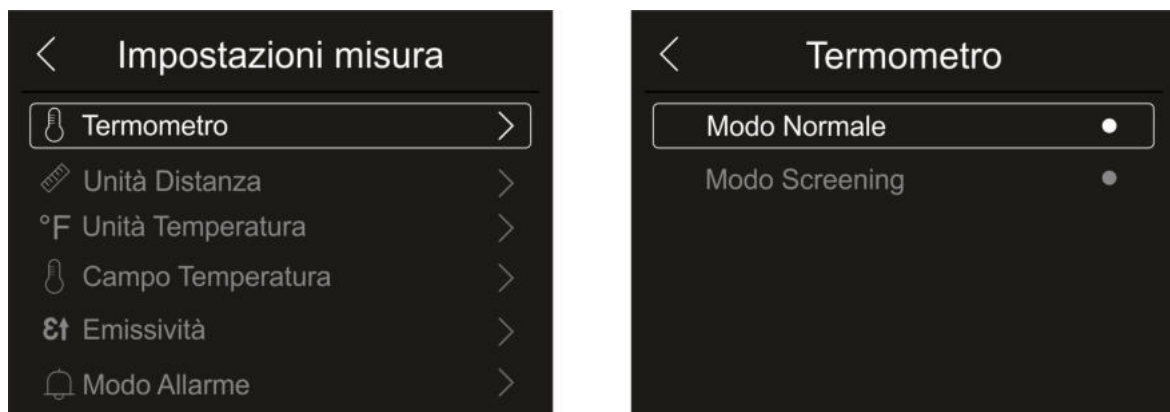 Impostazioni misura
Termometro
Unità Distanza
°F Unità Temperatura
Campo Temperatura
Ɛ Emissività
Modo Allarme
Termometro
Modo Normale
Modo Screening